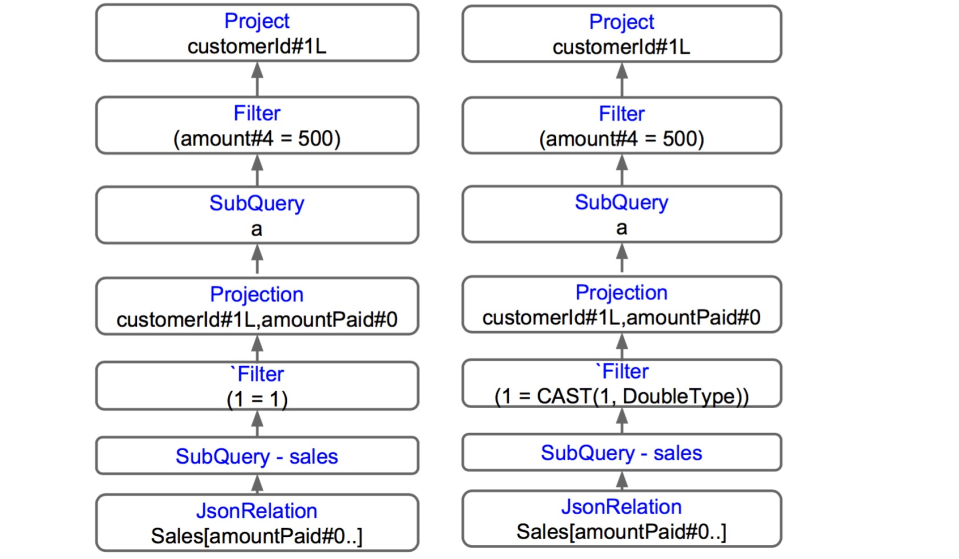 Project
customerId#1L
Filter
(amount#4 = 500)
SubQuery
a
Projection
customerId#1L,amountPaid#0
`Filter
(1 = 1)
SubQuery - sales
JsonRelation
Sales[amountPaid#0..]
Project
customerId#1L
Filter
(amount#4 = 500)
SubQuery
a
Projection
customerId#1L,amountPaid#0
`Filter
(1 = CAST(1, DoubleType))
SubQuery - sales
JsonRelation
Sales[amountPaid#0..]